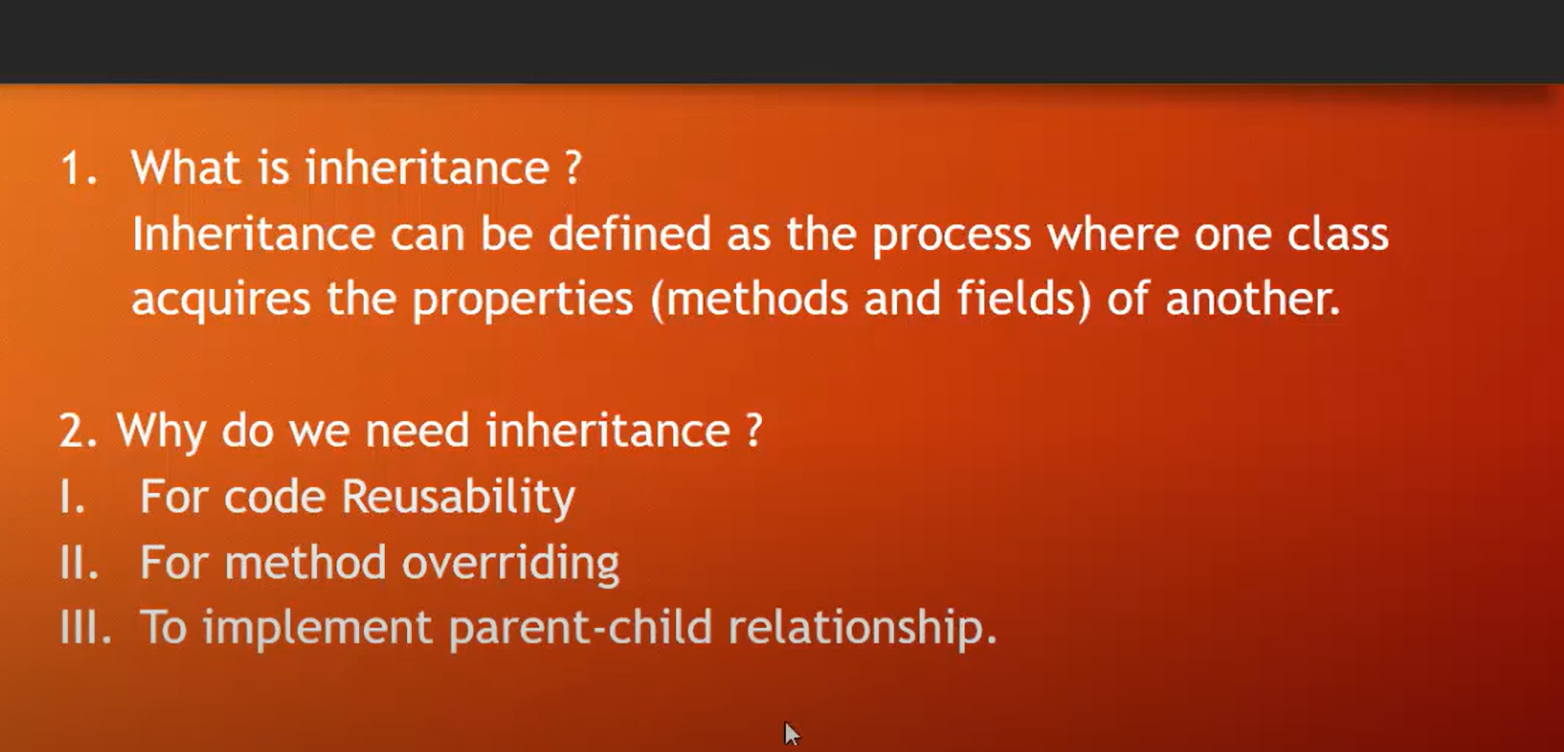 1. What is inheritance ?
Inheritance can be defined as the process where one class
acquires the properties (methods and fields) of another.
2. Why do we need inheritance ?
I. For code Reusability
II. For method overriding
III. To implement parent-child relationship.